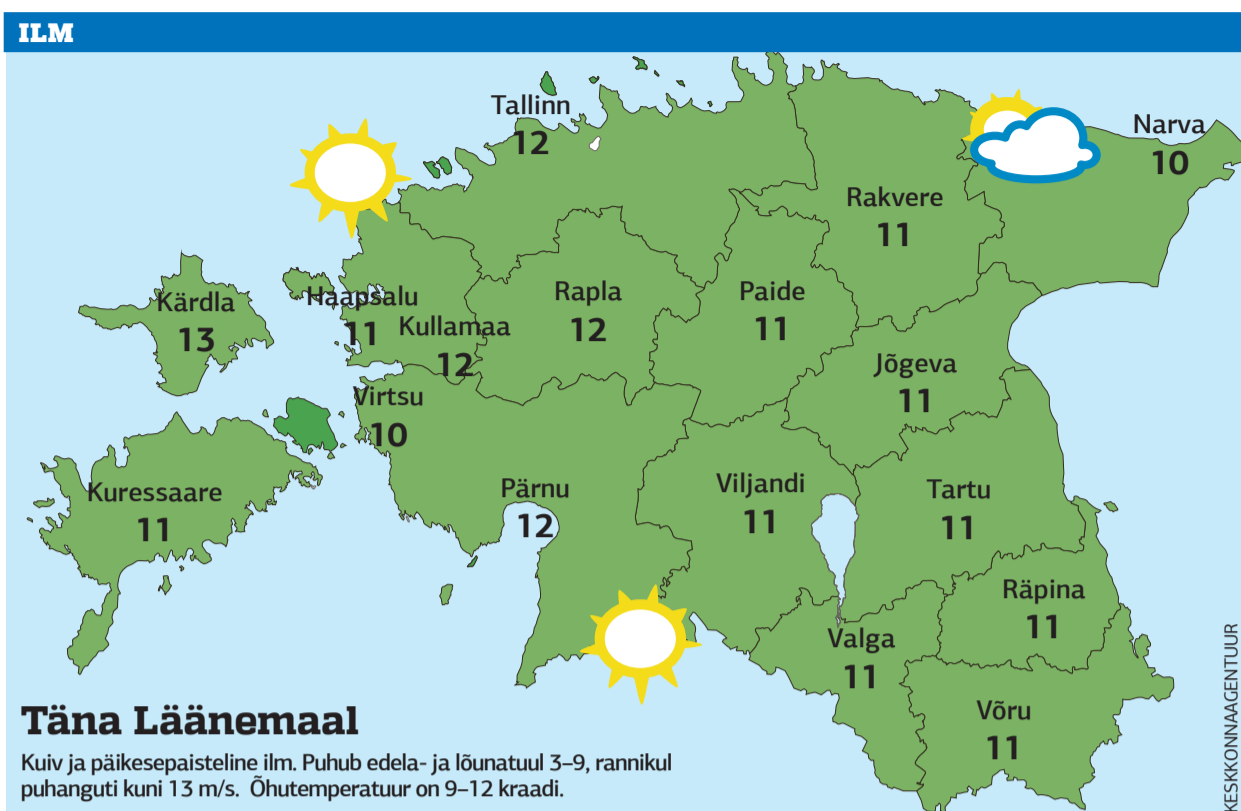 ILM
Tallinn
12
Narva
10
Rakvere
11
Kärdla
13
Haapsalu
11
Kullamaa
12
Rapla
12
Paide
11
Jõgeva
11
Virtsu
10
Kuressaare
11
Pärnu
12
Viljandi
11
Tartu
11
Räpina
11
Valga
11
Võru
11
Täna Läänemaal
Kuiv ja päikesepaisteline ilm. Puhub edela- ja lõunatuul 3–9, rannikul
puhanguti kuni 13 m/s. Õhutemperatuur on 9–12 kraadi.
KESKKONNAAGENTUUR